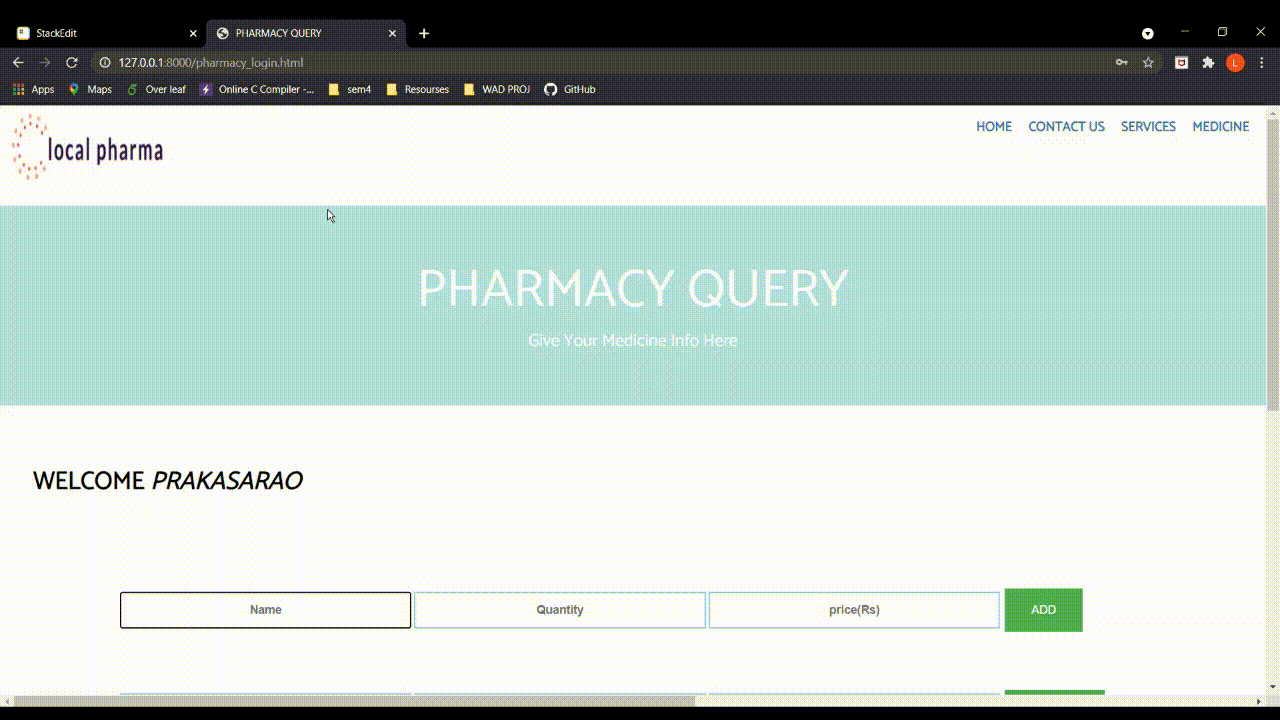 StackEdit
PHARMACY QUERY
127.0.0.1:8000/pharmacy_login.html
Apps Maps Over leaf Online C Compiler -... sem4 Resourses WAD PROJ GitHub
L
local pharma
HOME CONTACT US SERVICES MEDICINE
PHARMACY QUERY
Give Your Medicine Info Here
WELCOME PRAKASARAO
Name Quantity price(Rs) ADD